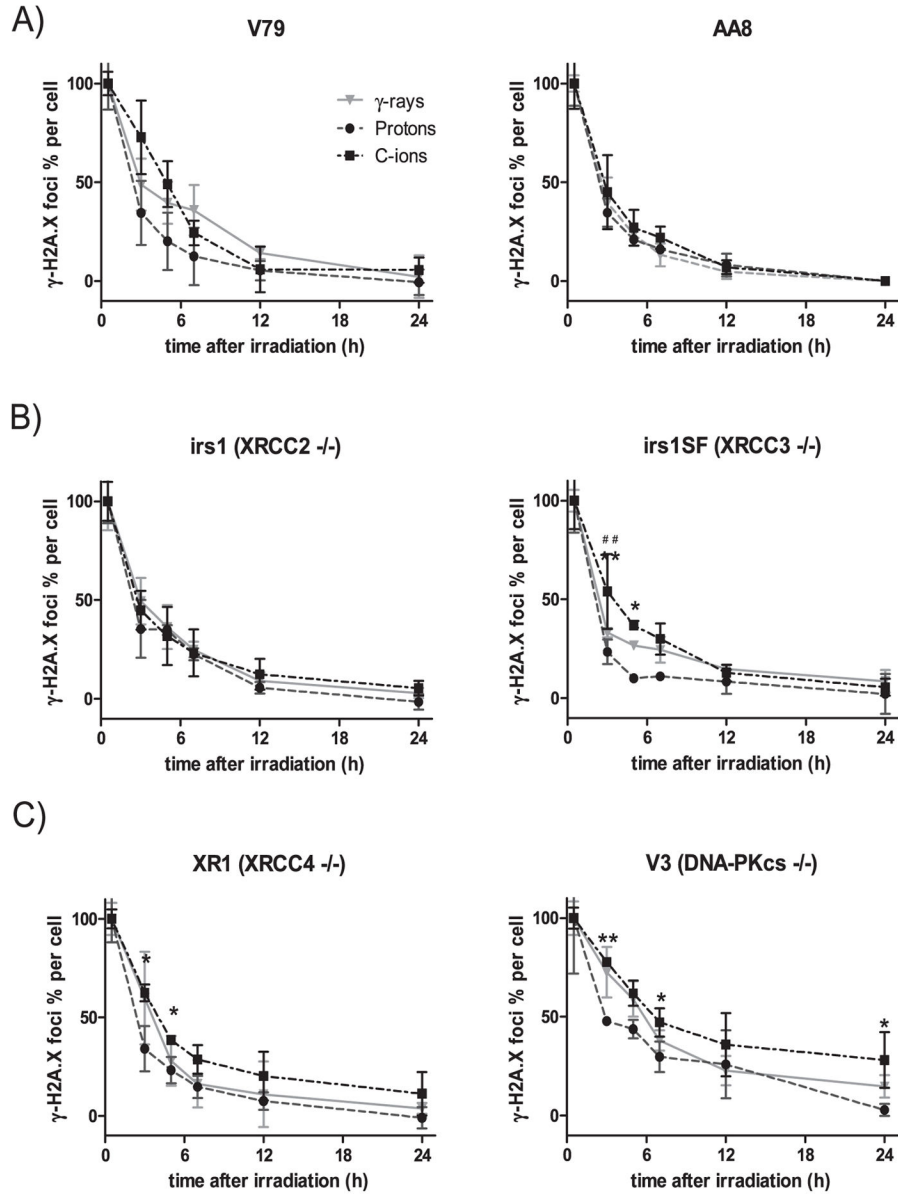 A)
V79
AA8
γ-H2A.X foci % per cell
100
50
0
γ-rays
Protons
C-ions
0 6 12 18 24
time after irradiation (h)
γ-H2A.X foci % per cell
100
50
0
0 6 12 18 24
time after irradiation (h)
B)
irs1 (XRCC2 -/-)
irs1SF (XRCC3 -/-)
γ-H2A.X foci % per cell
100
50
0
0 6 12 18 24
time after irradiation (h)
γ-H2A.X foci % per cell
100
50
0
##
**
*
0 6 12 18 24
time after irradiation (h)
C)
XR1 (XRCC4 -/-)
V3 (DNA-PKcs -/-)
γ-H2A.X foci % per cell
100
50
0
*
*
0 6 12 18 24
time after irradiation (h)
γ-H2A.X foci % per cell
100
50
0
**
*
*
0 6 12 18 24
time after irradiation (h)